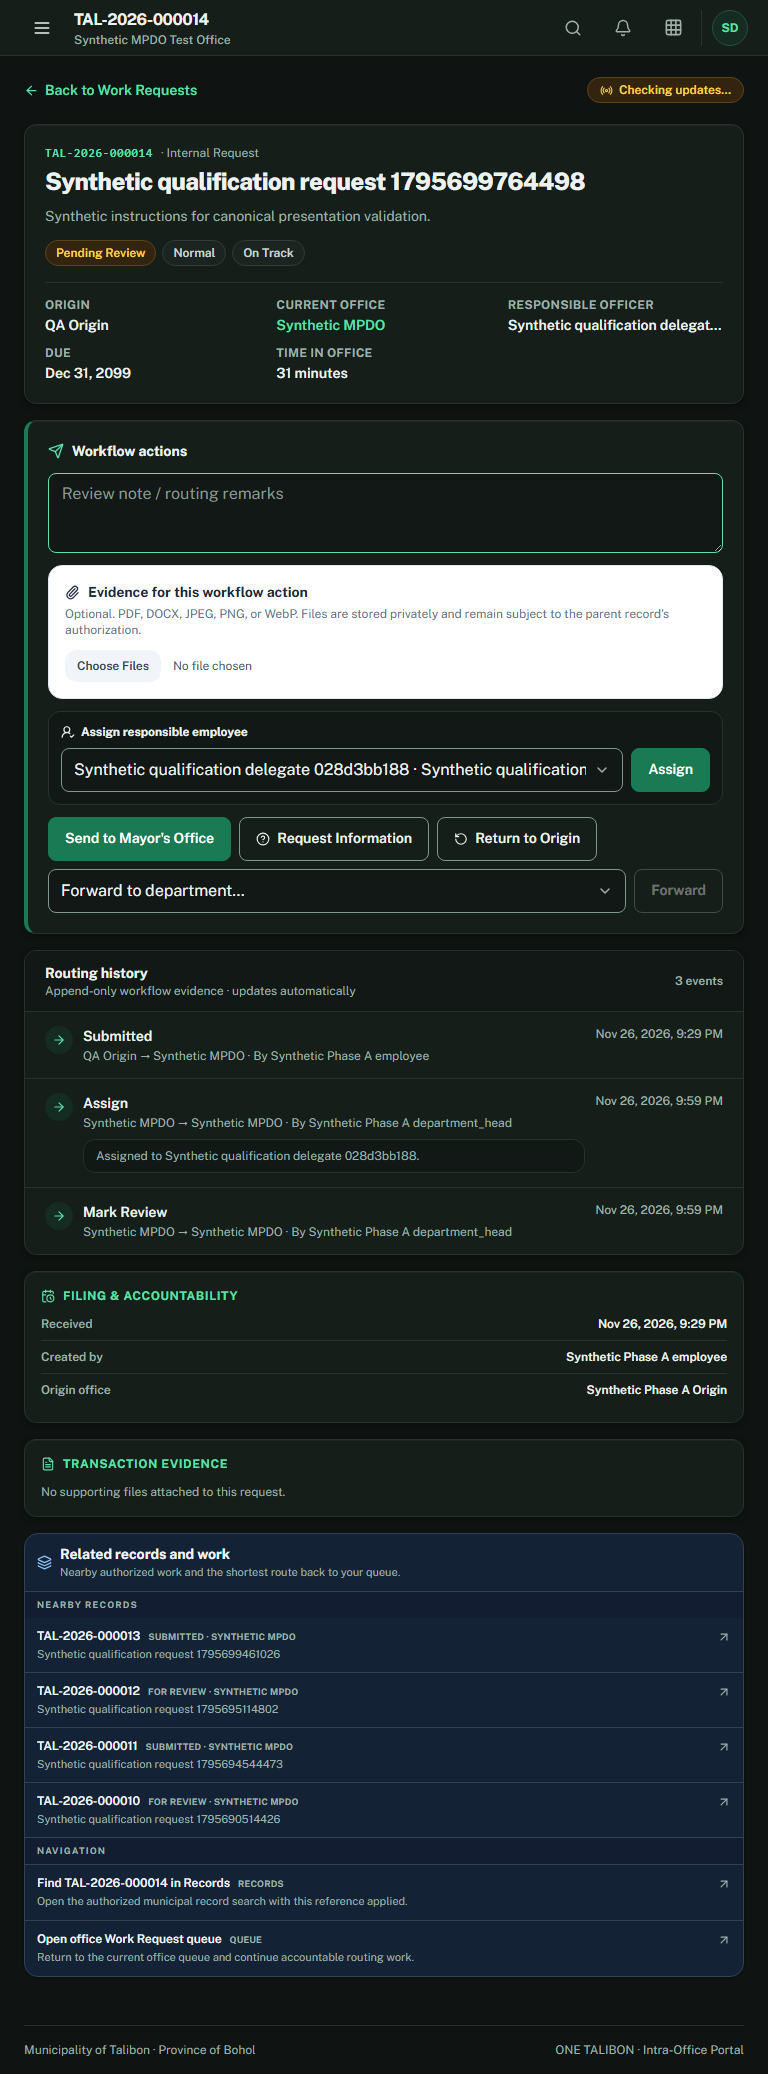 TAL-2026-000014
Synthetic MPDO Test Office
SD
Back to Work Requests
Checking updates...
TAL-2026-000014 · Internal Request
Synthetic qualification request 1795699764498
Synthetic instructions for canonical presentation validation.
Pending Review
Normal
On Track
ORIGIN
QA Origin
CURRENT OFFICE
Synthetic MPDO
RESPONSIBLE OFFICER
Synthetic qualification delegat...
DUE
Dec 31, 2099
TIME IN OFFICE
31 minutes
Workflow actions
Review note / routing remarks
Evidence for this workflow action
Optional. PDF, DOCX, JPEG, PNG, or WebP. Files are stored privately and remain subject to the parent record's
authorization.
Choose Files
No file chosen
Assign responsible employee
Synthetic qualification delegate 028d3bb188 · Synthetic qualification
Assign
Send to Mayor's Office
Request Information
Return to Origin
Forward to department...
Forward
Routing history
Append-only workflow evidence · updates automatically
3 events
Submitted
Nov 26, 2026, 9:29 PM
QA Origin → Synthetic MPDO · By Synthetic Phase A employee
Assign
Nov 26, 2026, 9:59 PM
Synthetic MPDO → Synthetic MPDO · By Synthetic Phase A department_head
Assigned to Synthetic qualification delegate 028d3bb188.
Mark Review
Nov 26, 2026, 9:59 PM
Synthetic MPDO → Synthetic MPDO · By Synthetic Phase A department_head
FILING & ACCOUNTABILITY
Received
Nov 26, 2026, 9:29 PM
Created by
Synthetic Phase A employee
Origin office
Synthetic Phase A Origin
TRANSACTION EVIDENCE
No supporting files attached to this request.
Related records and work
Nearby authorized work and the shortest route back to your queue.
NEARBY RECORDS
TAL-2026-000013 SUBMITTED · SYNTHETIC MPDO
Synthetic qualification request 1795699461026
TAL-2026-000012 FOR REVIEW · SYNTHETIC MPDO
Synthetic qualification request 1795695114802
TAL-2026-000011 SUBMITTED · SYNTHETIC MPDO
Synthetic qualification request 1795694544473
TAL-2026-000010 FOR REVIEW · SYNTHETIC MPDO
Synthetic qualification request 1795690514426
NAVIGATION
Find TAL-2026-000014 in Records RECORDS
Open the authorized municipal record search with this reference applied.
Open office Work Request queue QUEUE
Return to the current office queue and continue accountable routing work.
Municipality of Talibon · Province of Bohol
ONE TALIBON · Intra-Office Portal